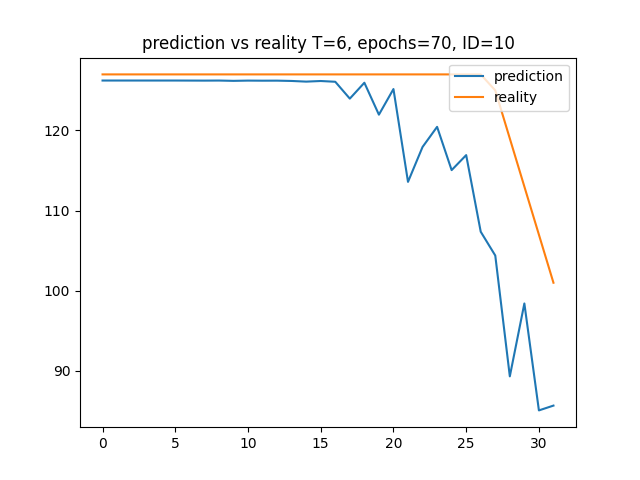 prediction vs reality T=6, epochs=70, ID=10
prediction
reality
120
110
100
90
0 5 10 15 20 25 30